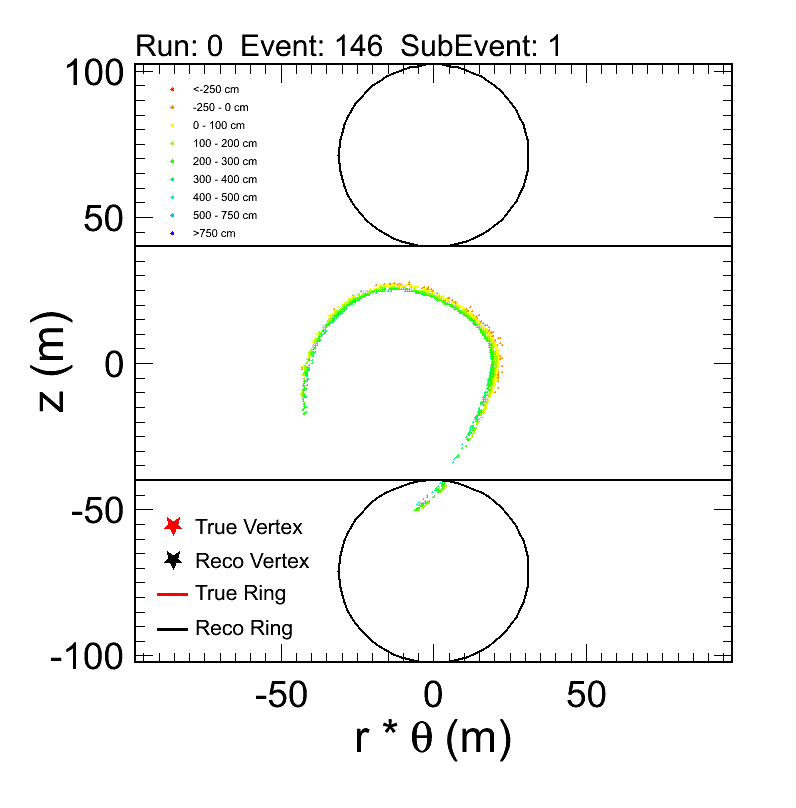 Run: 0 Event: 146 SubEvent: 1
100
<-250 cm
-250 - 0 cm
0 - 100 cm
100 - 200 cm
200 - 300 cm
300 - 400 cm
400 - 500 cm
500 - 750 cm
>750 cm
50
0
z (m)
-50
True Vertex
Reco Vertex
True Ring
Reco Ring
-100
-50 0 50
r * θ (m)